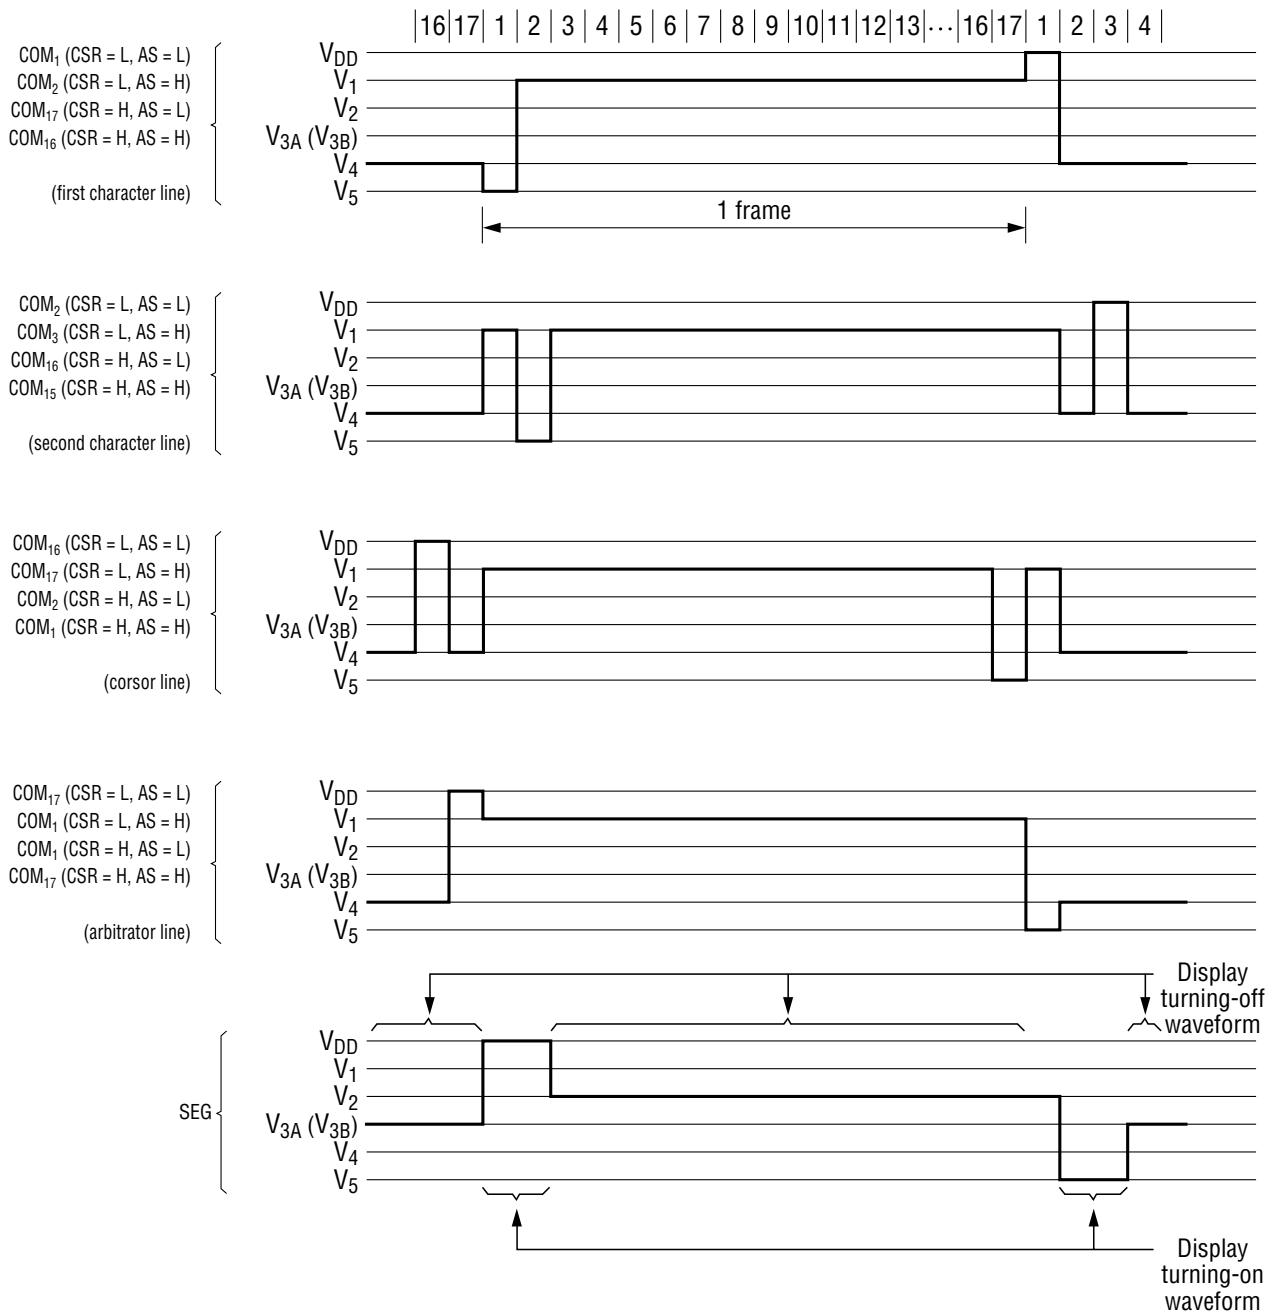 16 17 1 2 3 4 5 6 7 8 9 10 11 12 13 ··· 16 17 1 2 3 4
COM1 (CSR = L, AS = L)
COM2 (CSR = L, AS = H)
COM17 (CSR = H, AS = L)
COM16 (CSR = H, AS = H)
(first character line)
VDD
V1
V2
V3A (V3B)
V4
V5
1 frame
COM2 (CSR = L, AS = L)
COM3 (CSR = L, AS = H)
COM16 (CSR = H, AS = L)
COM15 (CSR = H, AS = H)
(second character line)
VDD
V1
V2
V3A (V3B)
V4
V5
COM16 (CSR = L, AS = L)
COM17 (CSR = L, AS = H)
COM2 (CSR = H, AS = L)
COM1 (CSR = H, AS = H)
(corsor line)
VDD
V1
V2
V3A (V3B)
V4
V5
COM17 (CSR = L, AS = L)
COM1 (CSR = L, AS = H)
COM1 (CSR = H, AS = L)
COM17 (CSR = H, AS = H)
(arbitrator line)
VDD
V1
V2
V3A (V3B)
V4
V5
Display
turning-off
waveform
SEG
VDD
V1
V2
V3A (V3B)
V4
V5
Display
turning-on
waveform